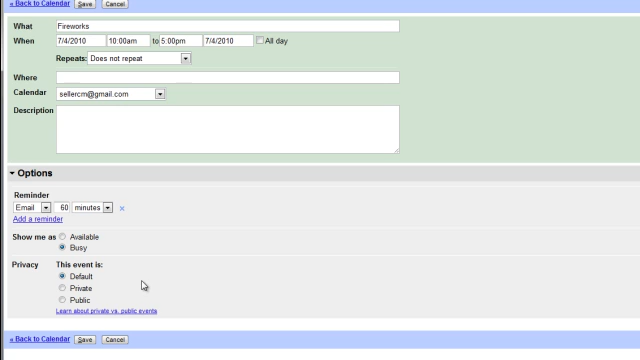 « Back to Calendar Save Cancel
What Fireworks
When 7/4/2010 10:00am to 5:00pm 7/4/2010 All day
Repeats: Does not repeat
Where
Calendar sellercm@gmail.com
Description
Options
Reminder
Email 60 minutes x
Add a reminder
Show me as Available
Busy
Privacy This event is:
Default
Private
Public
Learn about private vs. public events
« Back to Calendar Save Cancel